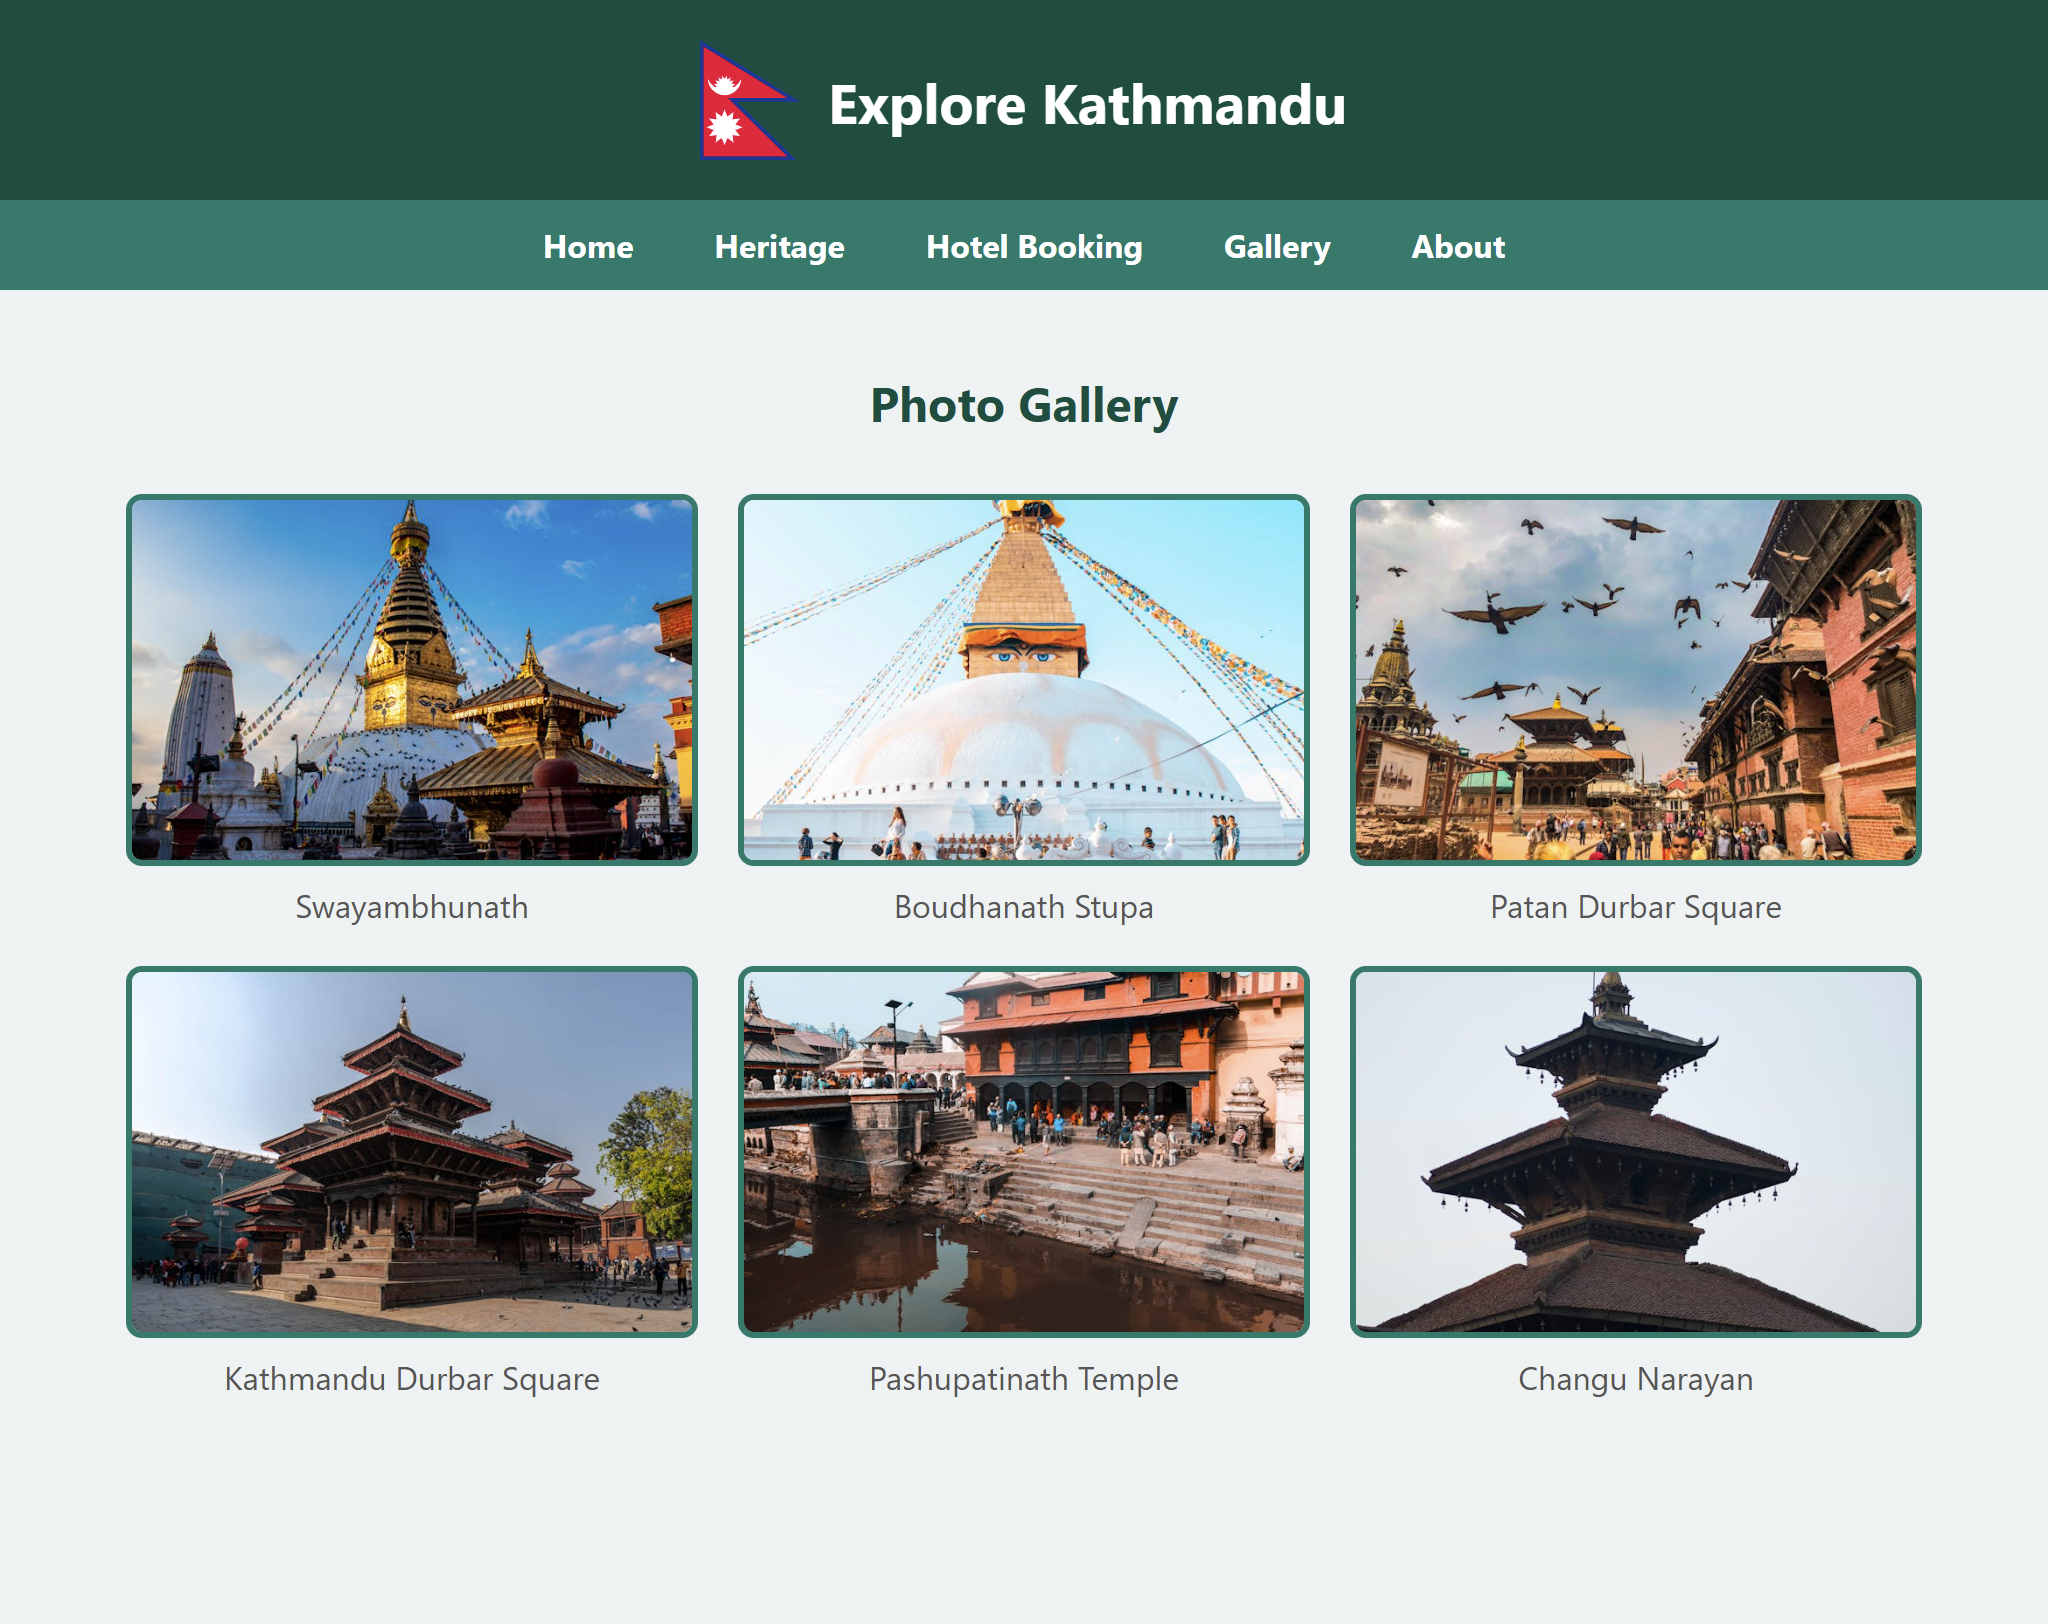 Explore Kathmandu
Home Heritage Hotel Booking Gallery About
Photo Gallery
Swayambhunath Boudhanath Stupa Patan Durbar Square
Kathmandu Durbar Square Pashupatinath Temple Changu Narayan